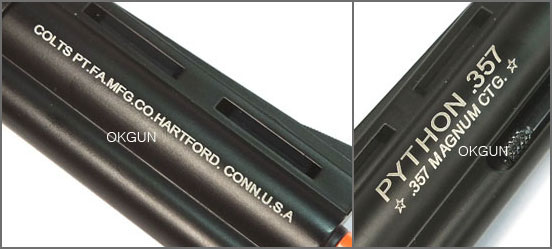 COLTS PT.FA.MFG.CO.HARTFORD. CONN.U.S.A
OKGUN
PYTHON .357
☆ .357 MAGNUM CTG. ☆
OKGUN